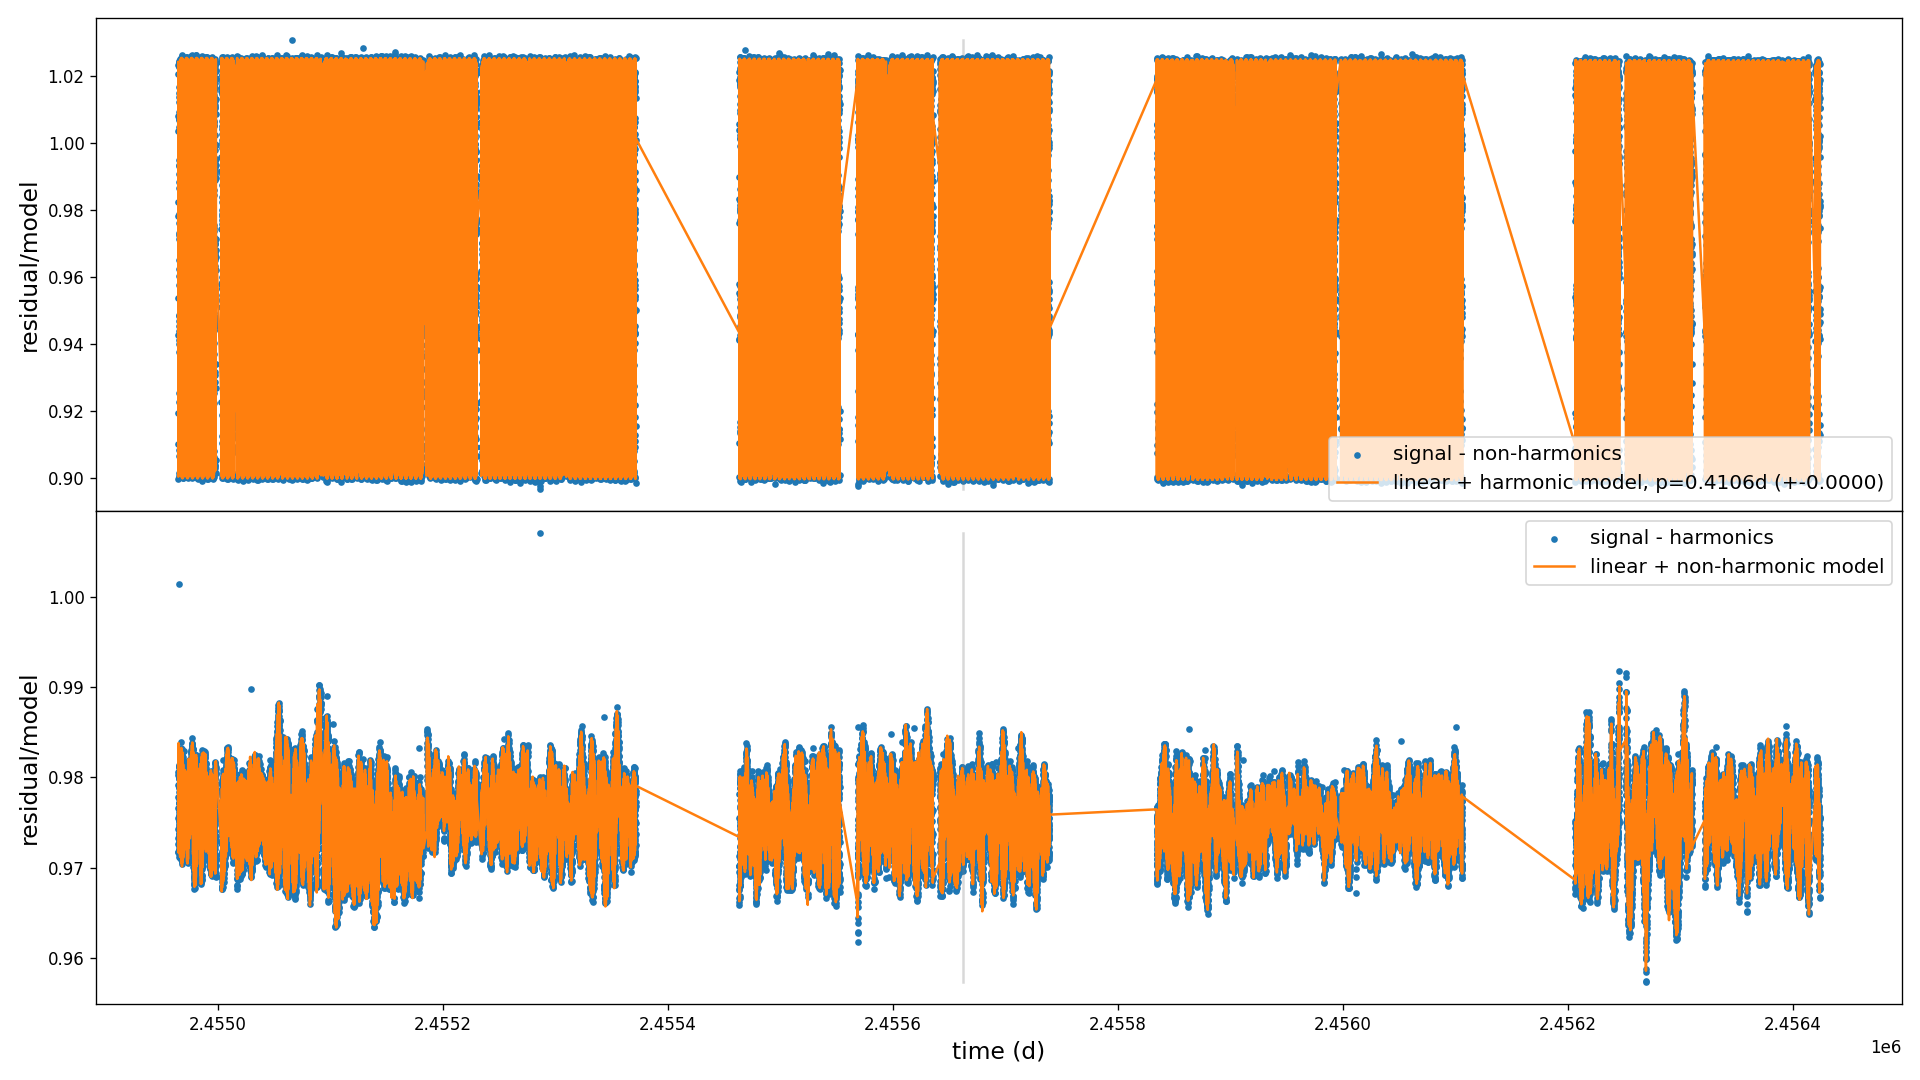 residual/model
1.02
1.00
0.98
0.96
0.94
0.92
0.90
signal - non-harmonics
linear + harmonic model, p=0.4106d (+-0.0000)
residual/model
1.00
0.99
0.98
0.97
0.96
signal - harmonics
linear + non-harmonic model
2.4550
2.4552
2.4554
2.4556
2.4558
2.4560
2.4562
2.4564
1e6
time (d)